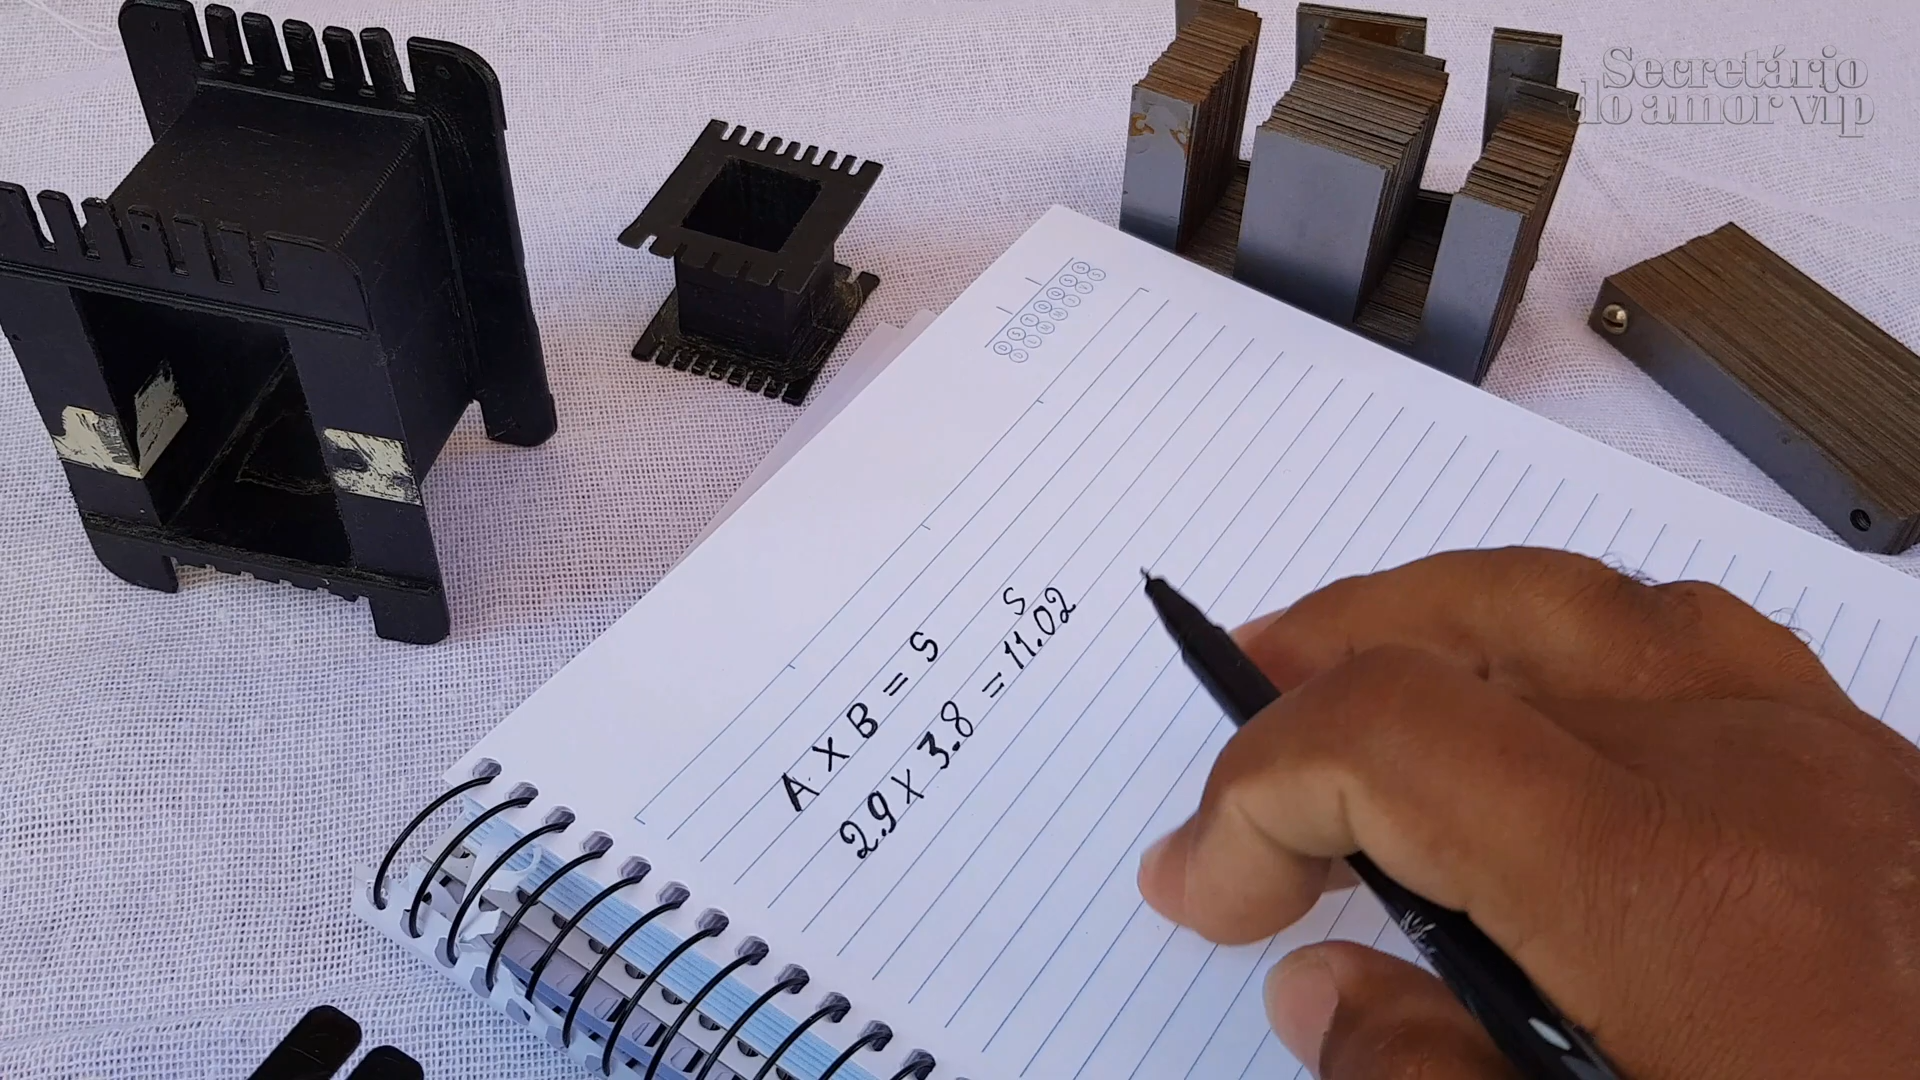 Secretário
do amor vip
A X B = S
S
2.9 X 3.8 = 11.02